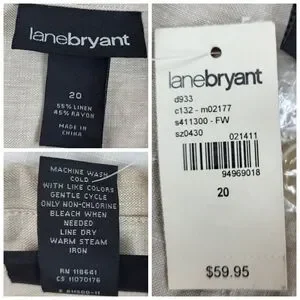 lanebryant
20
55% LINEN
45% RAYON
MADE IN
CHINA
MACHINE WASH
COLD
WITH LIKE COLORS
GENTLE CYCLE
ONLY NON-CHLORINE
BLEACH WHEN
NEEDED
LINE DRY
WARM STEAM
IRON
RN 118641
CS 11070176
lanebryant
d933
c132 - m02177
s411300 - FW
sz0430
021411
94969018
20
$59.95